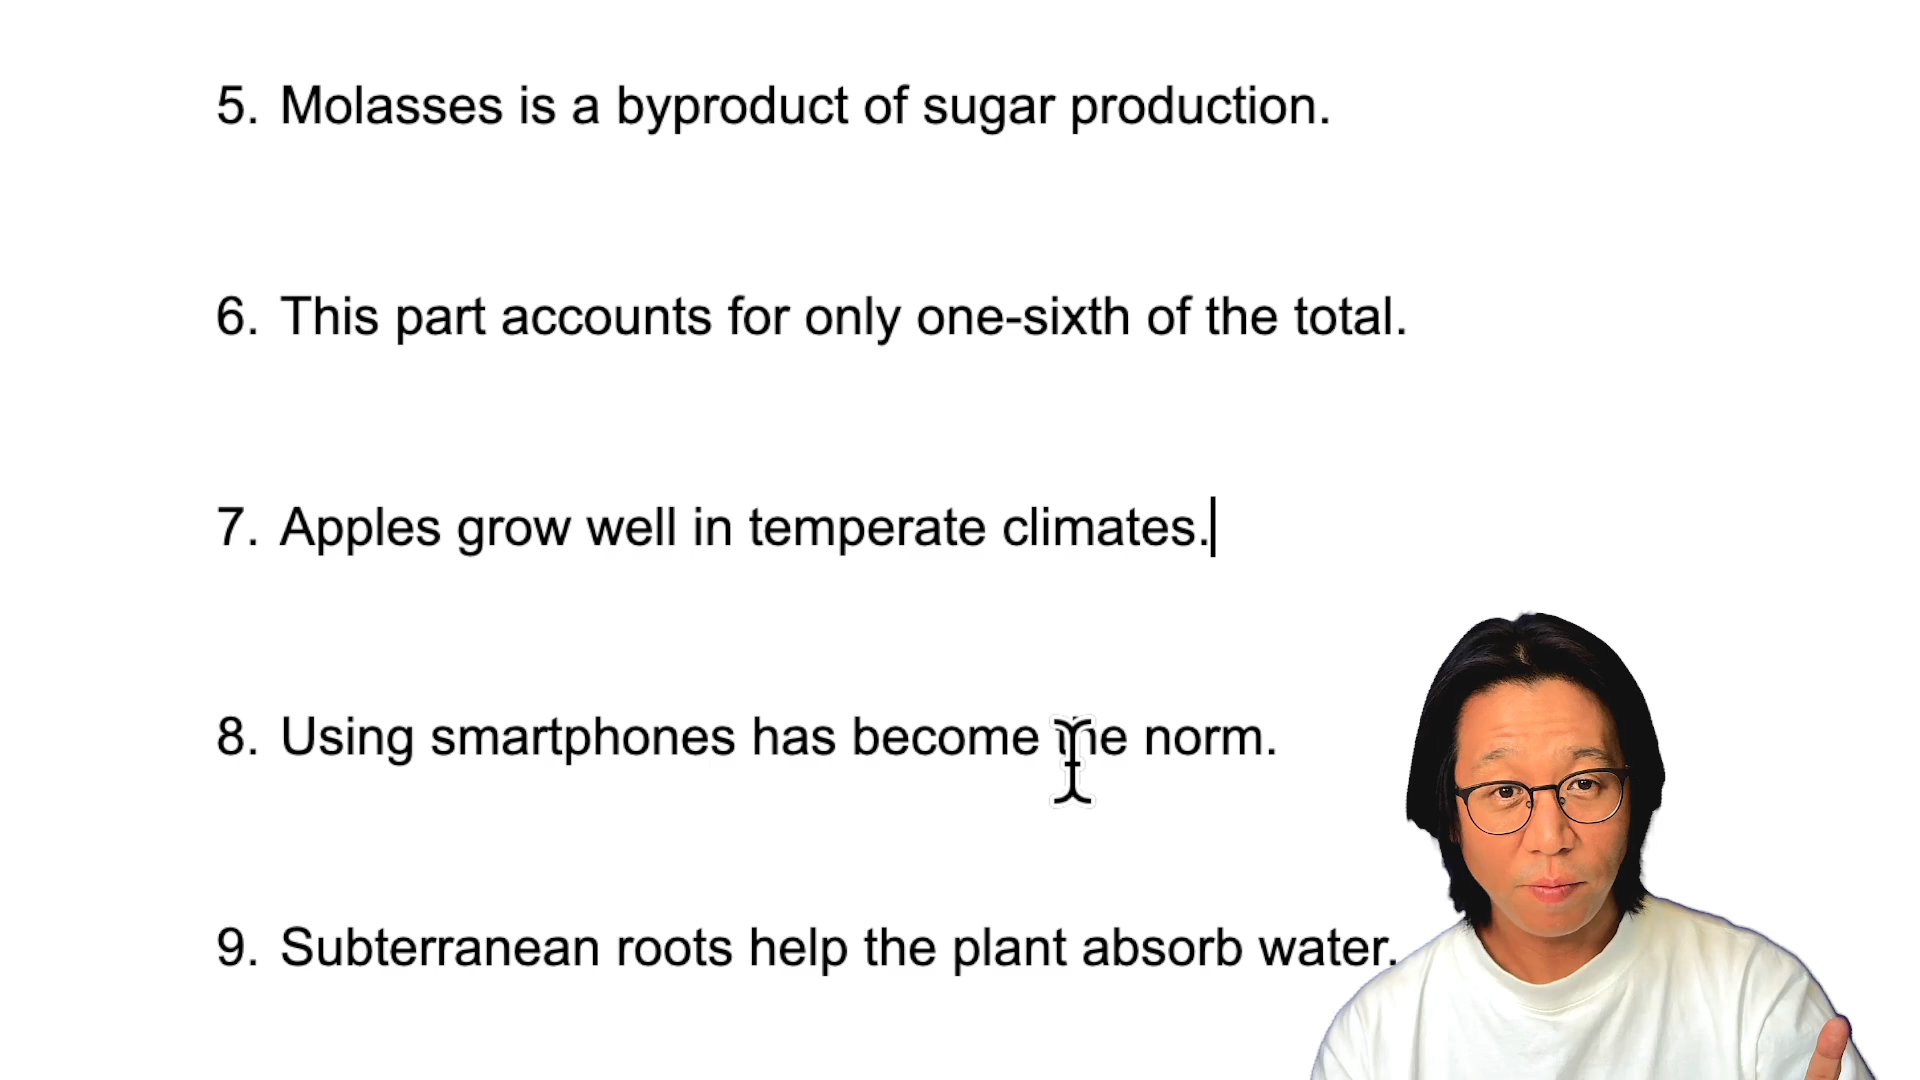 5. Molasses is a byproduct of sugar production.
6. This part accounts for only one-sixth of the total.
7. Apples grow well in temperate climates.
8. Using smartphones has become the norm.
9. Subterranean roots help the plant absorb water.